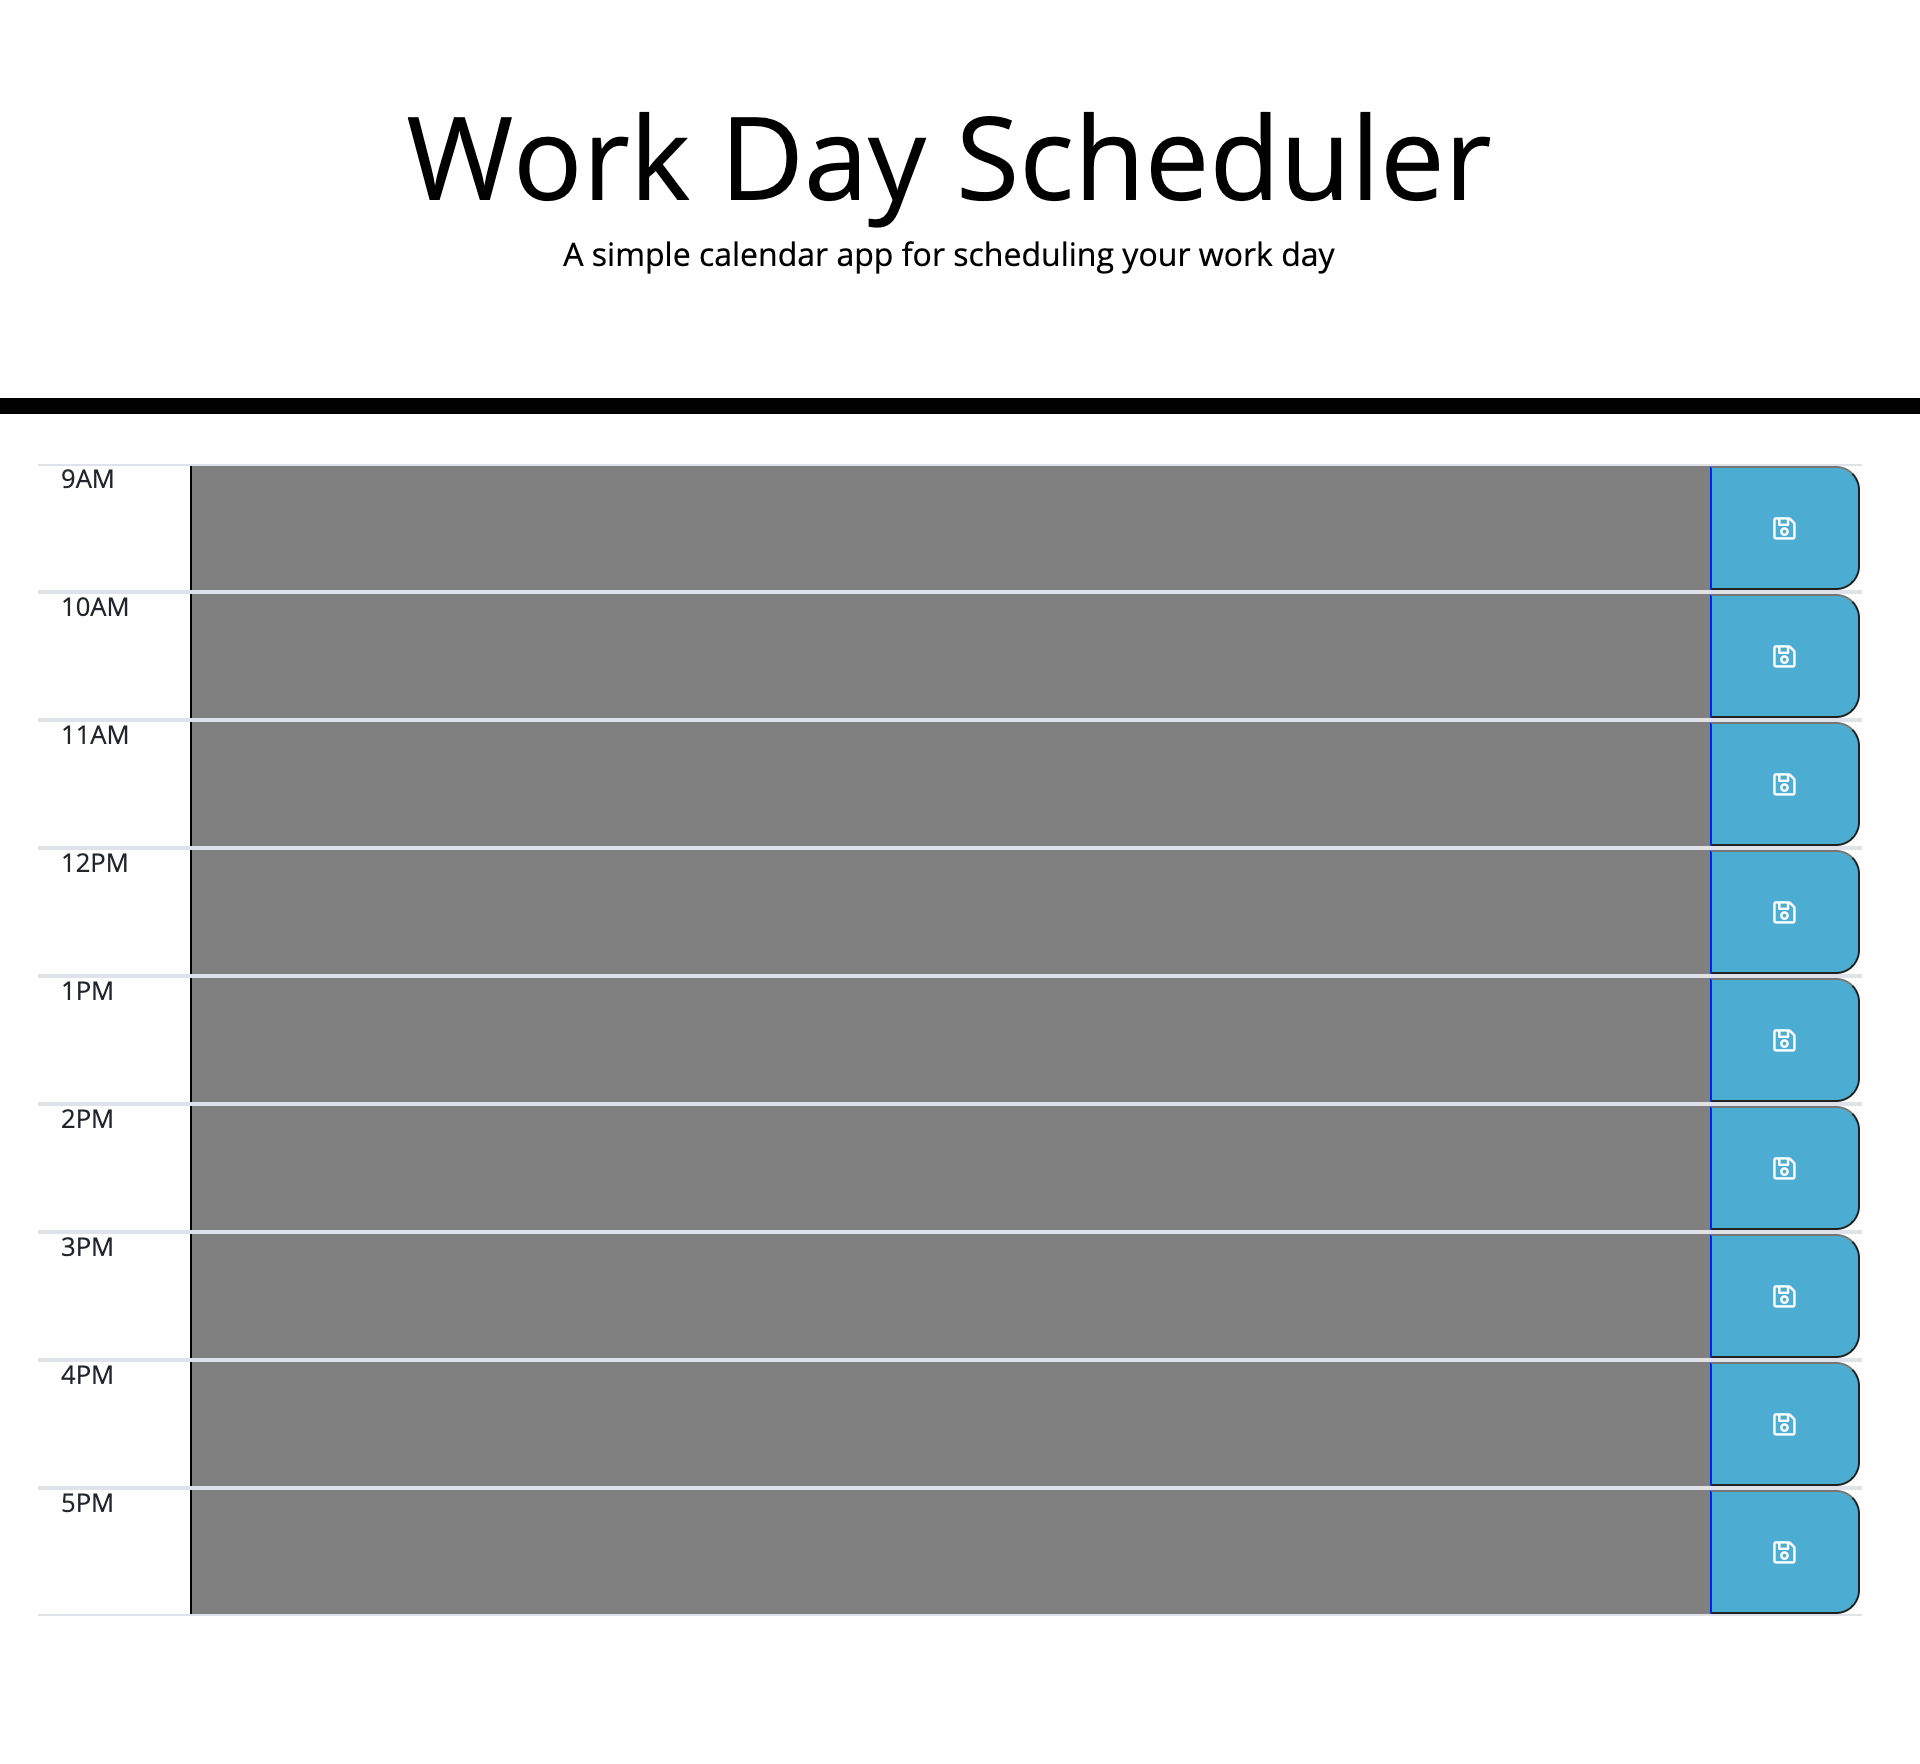 Work Day Scheduler
A simple calendar app for scheduling your work day
9AM
10AM
11AM
12PM
1PM
2PM
3PM
4PM
5PM